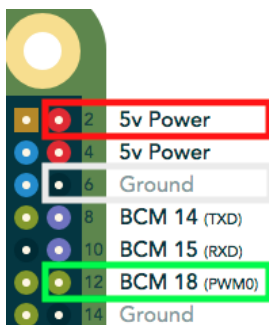 2 5v Power
4 5v Power
6 Ground
8 BCM 14 (TXD)
10 BCM 15 (RXD)
12 BCM 18 (PWM0)
14 Ground